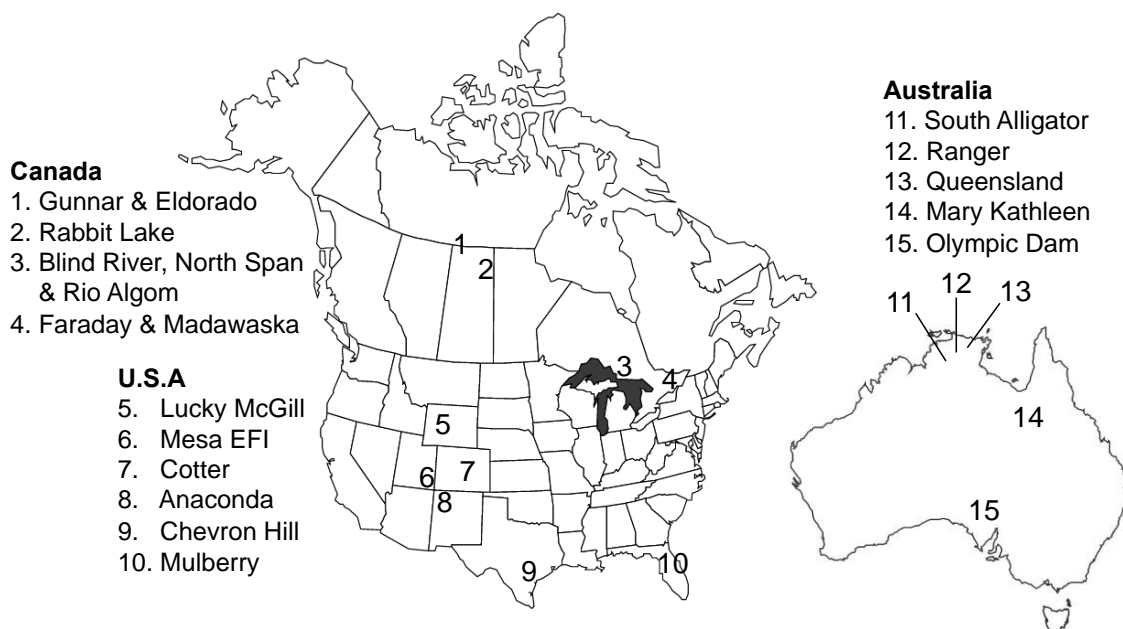 Canada
1. Gunnar & Eldorado
2. Rabbit Lake
3. Blind River, North Span
& Rio Algom
4. Faraday & Madawaska
U.S.A
5. Lucky McGill
6. Mesa EFI
7. Cotter
8. Anaconda
9. Chevron Hill
10. Mulberry
1
2
3
4
5
6
7
8
9
10
Australia
11. South Alligator
12. Ranger
13. Queensland
14. Mary Kathleen
15. Olympic Dam
12
11
13
14
15